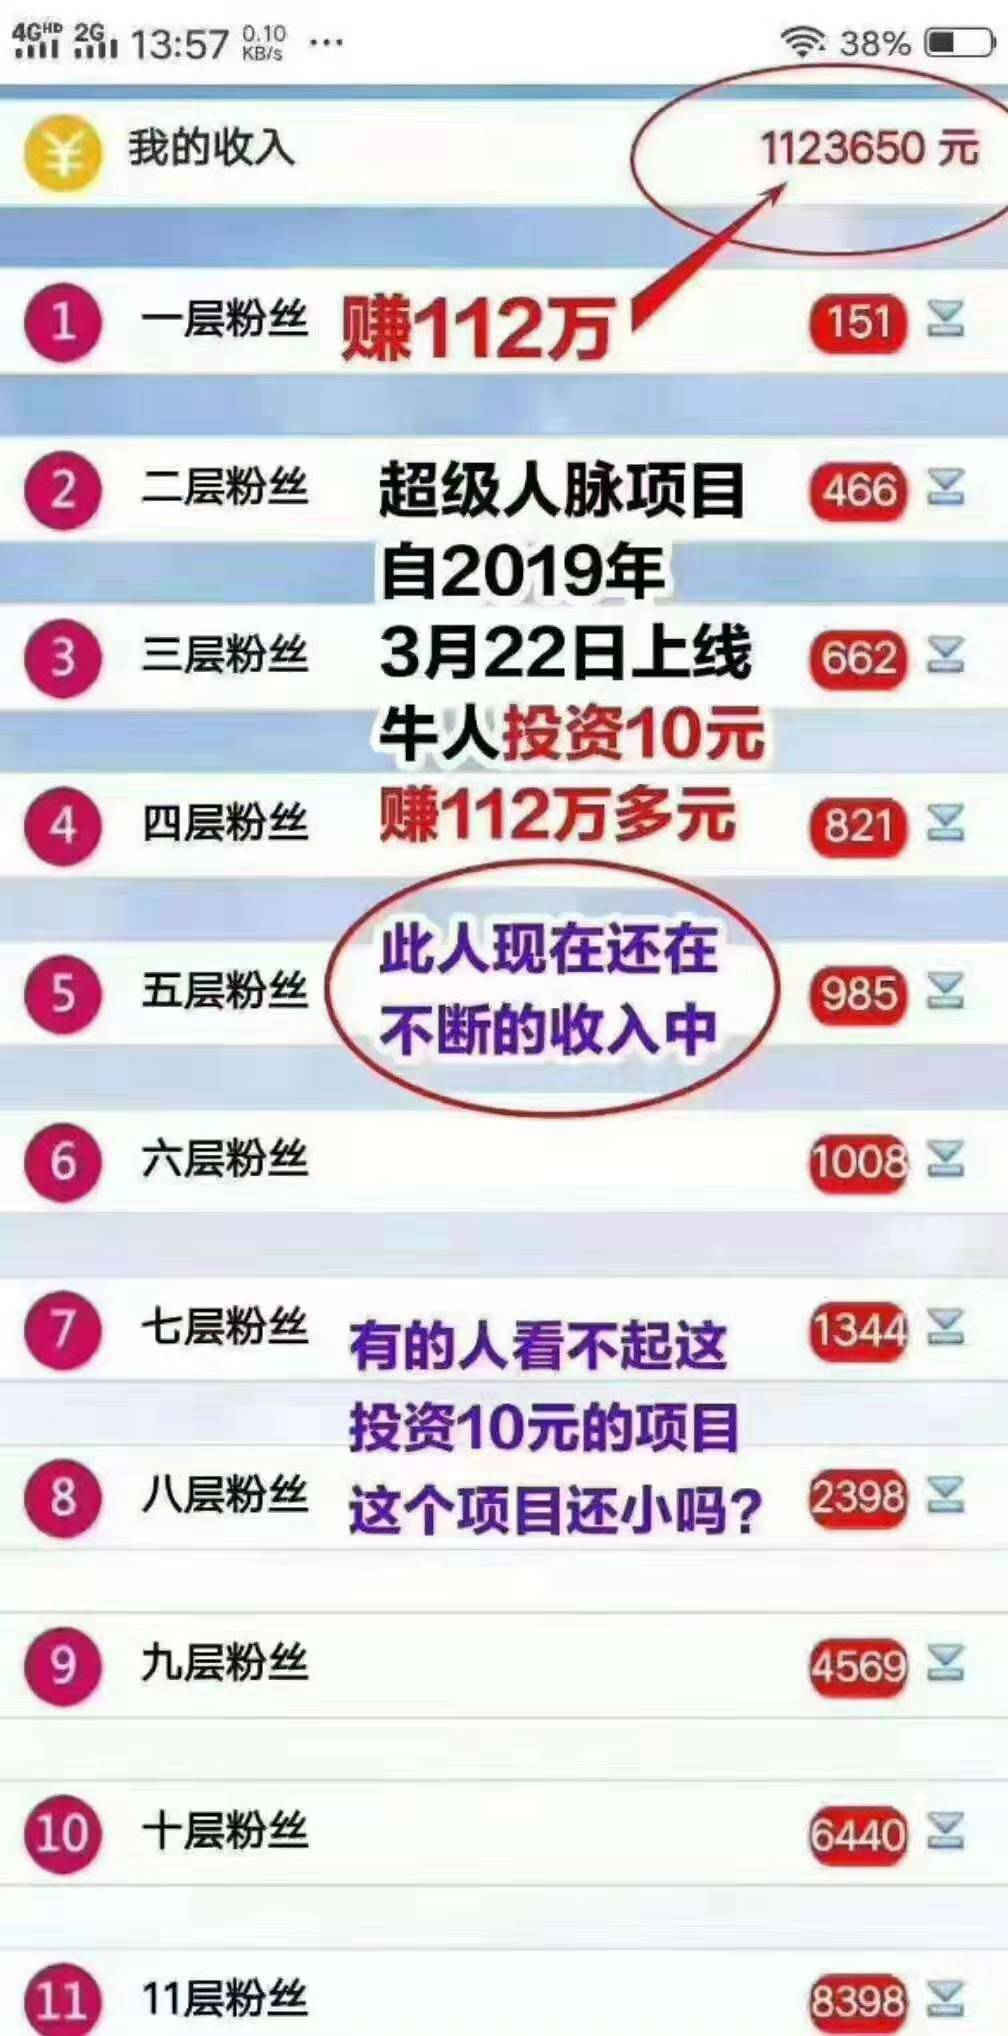 4GHD 2G 13:57 0.10 KB/s ... 38%
¥ 我的收入 1123650 元
1 一层粉丝 赚112万 151
2 二层粉丝 超级人脉项目 466
自2019年
3 三层粉丝 3月22日上线 662
牛人投资10元
4 四层粉丝 赚112万多元 821
此人现在还在
5 五层粉丝 985
不断的收入中
6 六层粉丝 1008
7 七层粉丝 有的人看不起这 1344
投资10元的项目
8 八层粉丝 这个项目还小吗? 2398
9 九层粉丝 4569
10 十层粉丝 6440
11 11层粉丝 8398